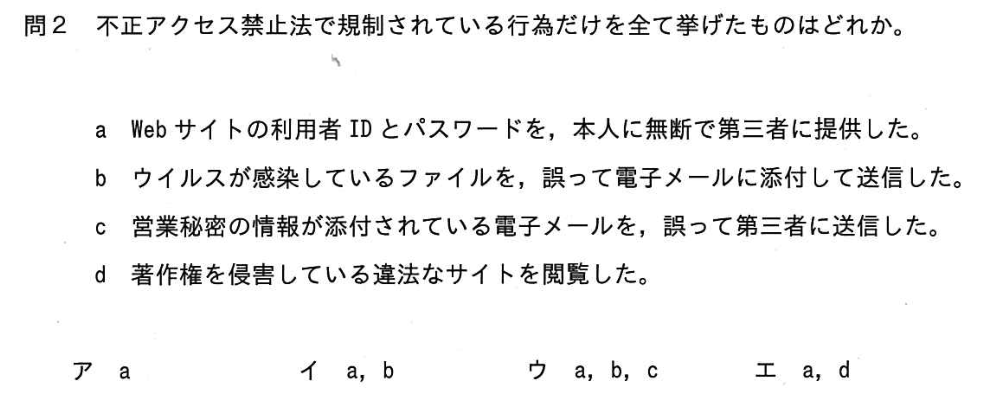 問２　不正アクセス禁止法で規制されている行為だけを全て挙げたものはどれか。
a　Web サイトの利用者 ID とパスワードを，本人に無断で第三者に提供した。
b　ウイルスが感染しているファイルを，誤って電子メールに添付して送信した。
c　営業秘密の情報が添付されている電子メールを，誤って第三者に送信した。
d　著作権を侵害している違法なサイトを閲覧した。
ア　a　　イ　a，b　　ウ　a，b，c　　エ　a，d